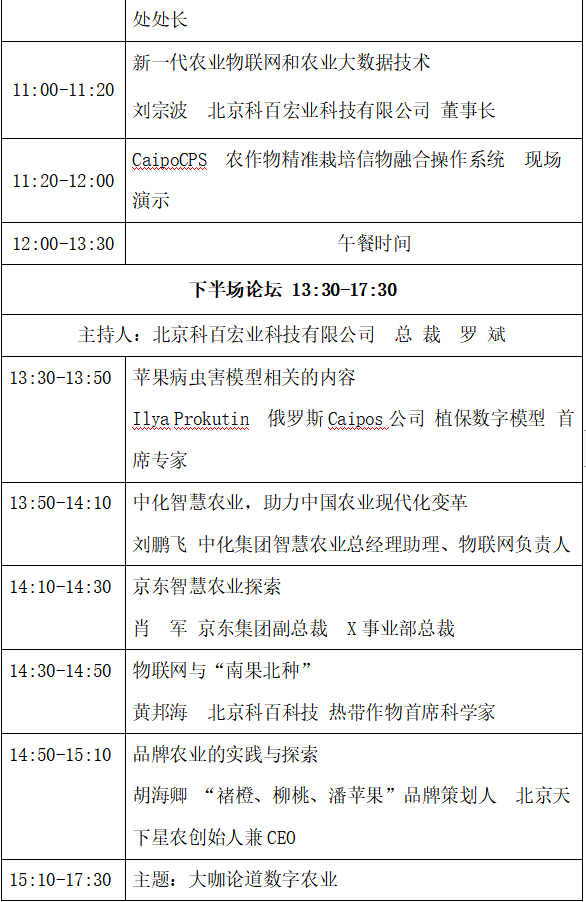 处处长
11:00-11:20
新一代农业物联网和农业大数据技术
刘宗波　北京科百宏业科技有限公司 董事长
11:20-12:00
CaipoCPS　农作物精准栽培信物融合操作系统　现场
演示
12:00-13:30
午餐时间
下半场论坛 13:30-17:30
主持人：北京科百宏业科技有限公司　总 裁　罗 斌
13:30-13:50
苹果病虫害模型相关的内容
Ilya Prokutin　俄罗斯 Caipos 公司 植保数字模型 首
席专家
13:50-14:10
中化智慧农业，助力中国农业现代化变革
刘鹏飞 中化集团智慧农业总经理助理、物联网负责人
14:10-14:30
京东智慧农业探索
肖　军 京东集团副总裁　X 事业部总裁
14:30-14:50
物联网与“南果北种”
黄邦海　北京科百科技 热带作物首席科学家
14:50-15:10
品牌农业的实践与探索
胡海卿 “褚橙、柳桃、潘苹果”品牌策划人　北京天
下星农创始人兼 CEO
15:10-17:30
主题：大咖论道数字农业